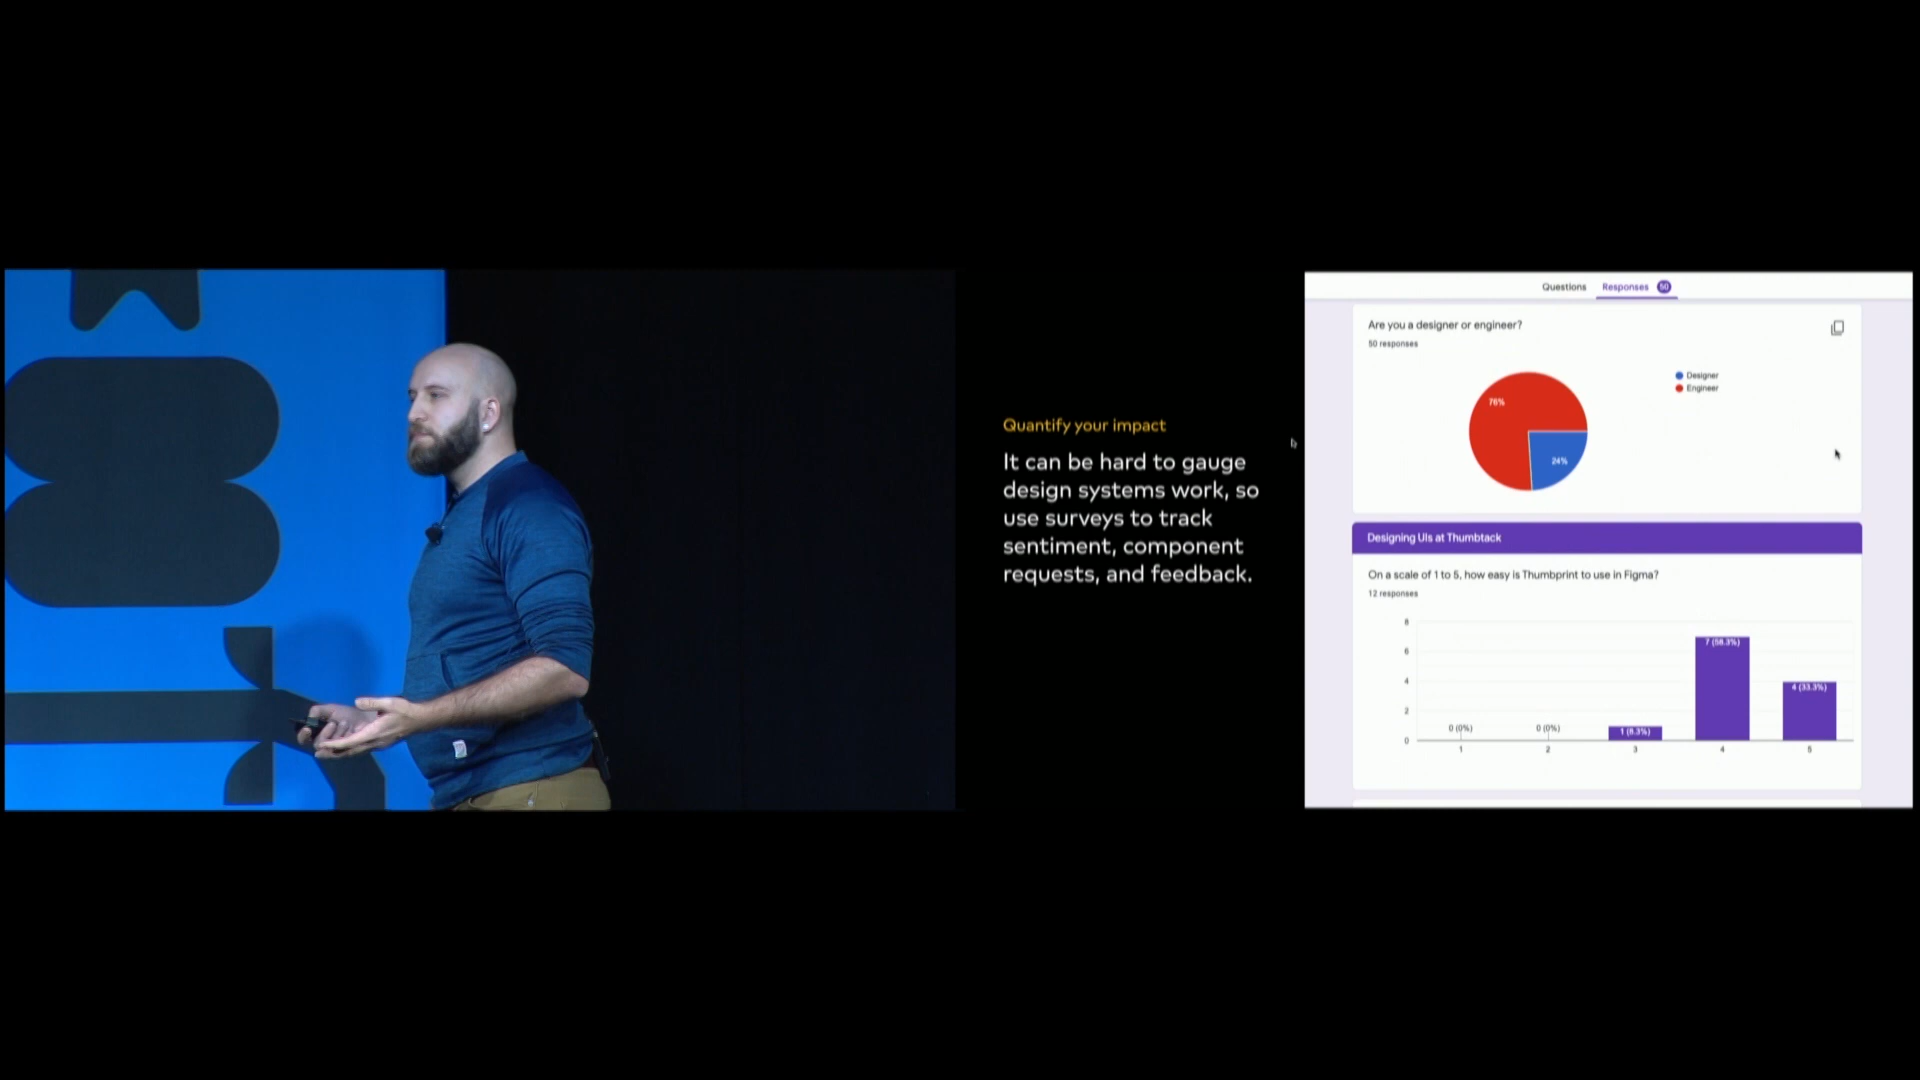 Quantify your impact
It can be hard to gauge
design systems work, so
use surveys to track
sentiment, component
requests, and feedback.
Questions Responses 50
Are you a designer or engineer?
50 responses
Designer
Engineer
76%
24%
Designing UIs at Thumbtack
On a scale of 1 to 5, how easy is Thumbprint to use in Figma?
12 responses
8
6
4
2
0
0 (0%) 0 (0%) 1 (8.3%) 7 (58.3%) 4 (33.3%)
1 2 3 4 5